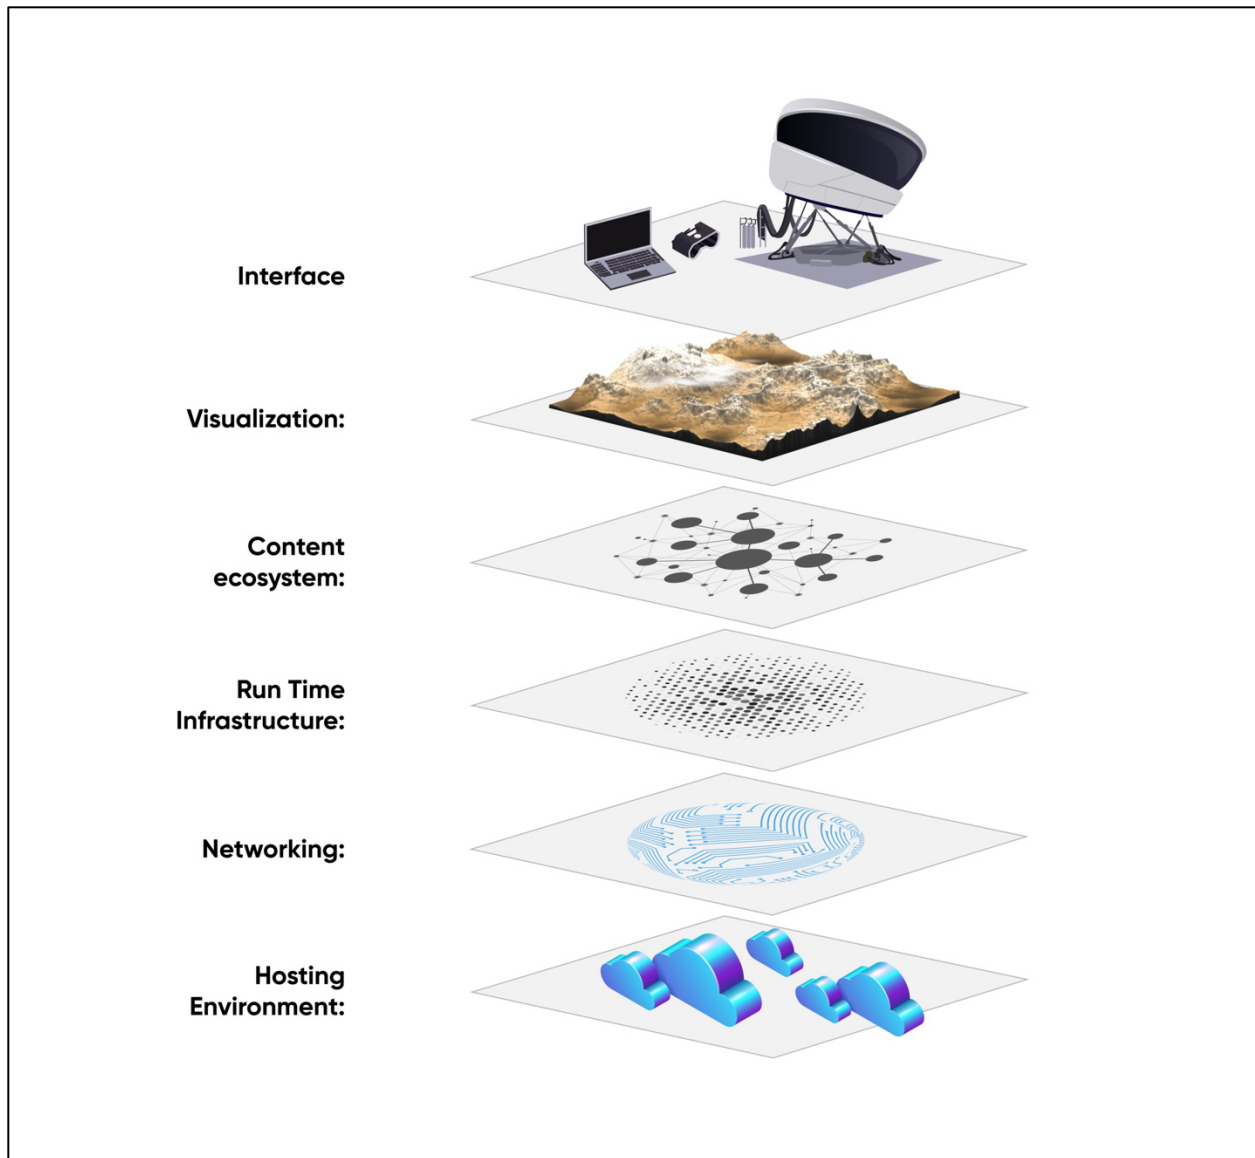 Interface
Visualization:
Content
ecosystem:
Run Time
Infrastructure:
Networking:
Hosting
Environment: